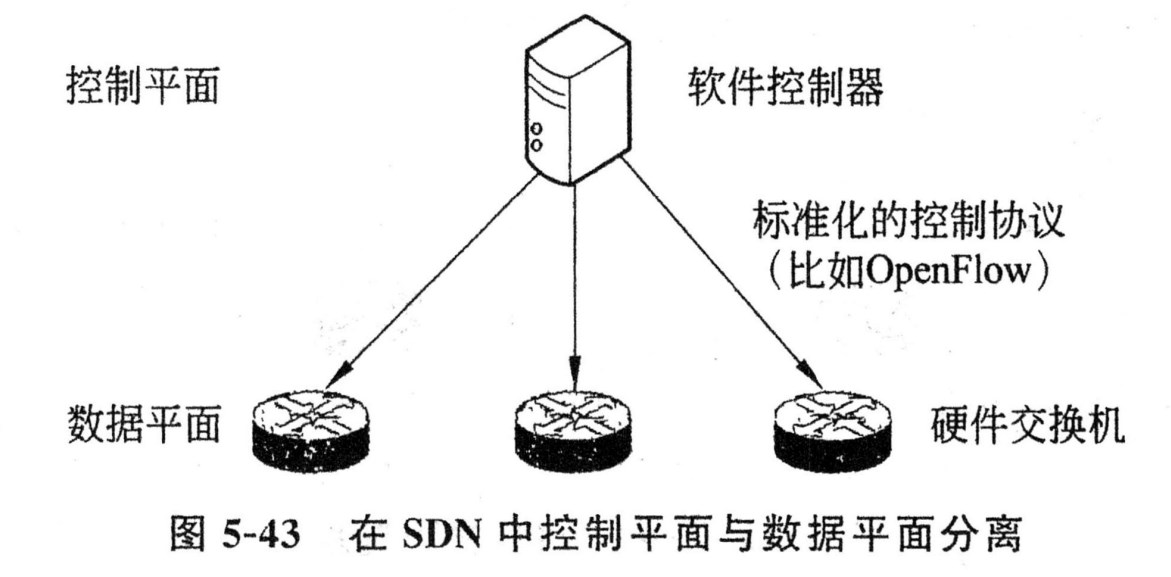 控制平面
软件控制器
标准化的控制协议
（比如OpenFlow）
数据平面
硬件交换机
图 5-43 在 SDN 中控制平面与数据平面分离